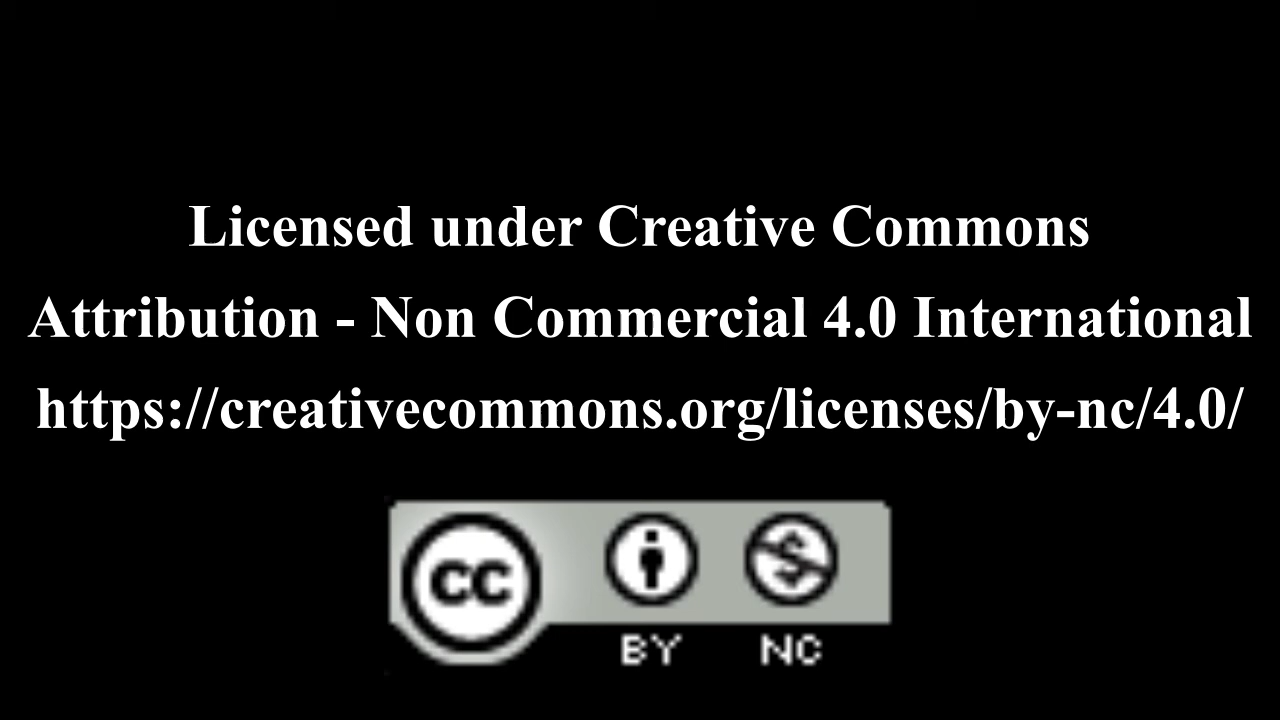 Licensed under Creative Commons
Attribution - Non Commercial 4.0 International
https://creativecommons.org/licenses/by-nc/4.0/
CC
BY NC